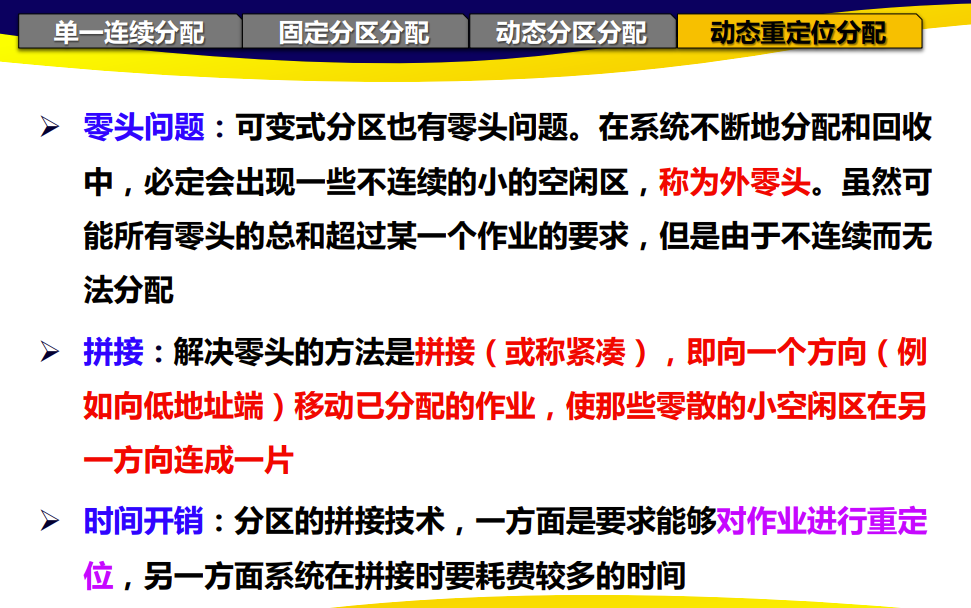 单一连续分配 固定分区分配 动态分区分配 动态重定位分配
零头问题：可变式分区也有零头问题。在系统不断地分配和回收
中，必定会出现一些不连续的小的空闲区，称为外零头。虽然可
能所有零头的总和超过某一个作业的要求，但是由于不连续而无
法分配
拼接：解决零头的方法是拼接（或称紧凑），即向一个方向（例
如向低地址端）移动已分配的作业，使那些零散的小空闲区在另
一方向连成一片
时间开销：分区的拼接技术，一方面是要求能够对作业进行重定
位，另一方面系统在拼接时要耗费较多的时间